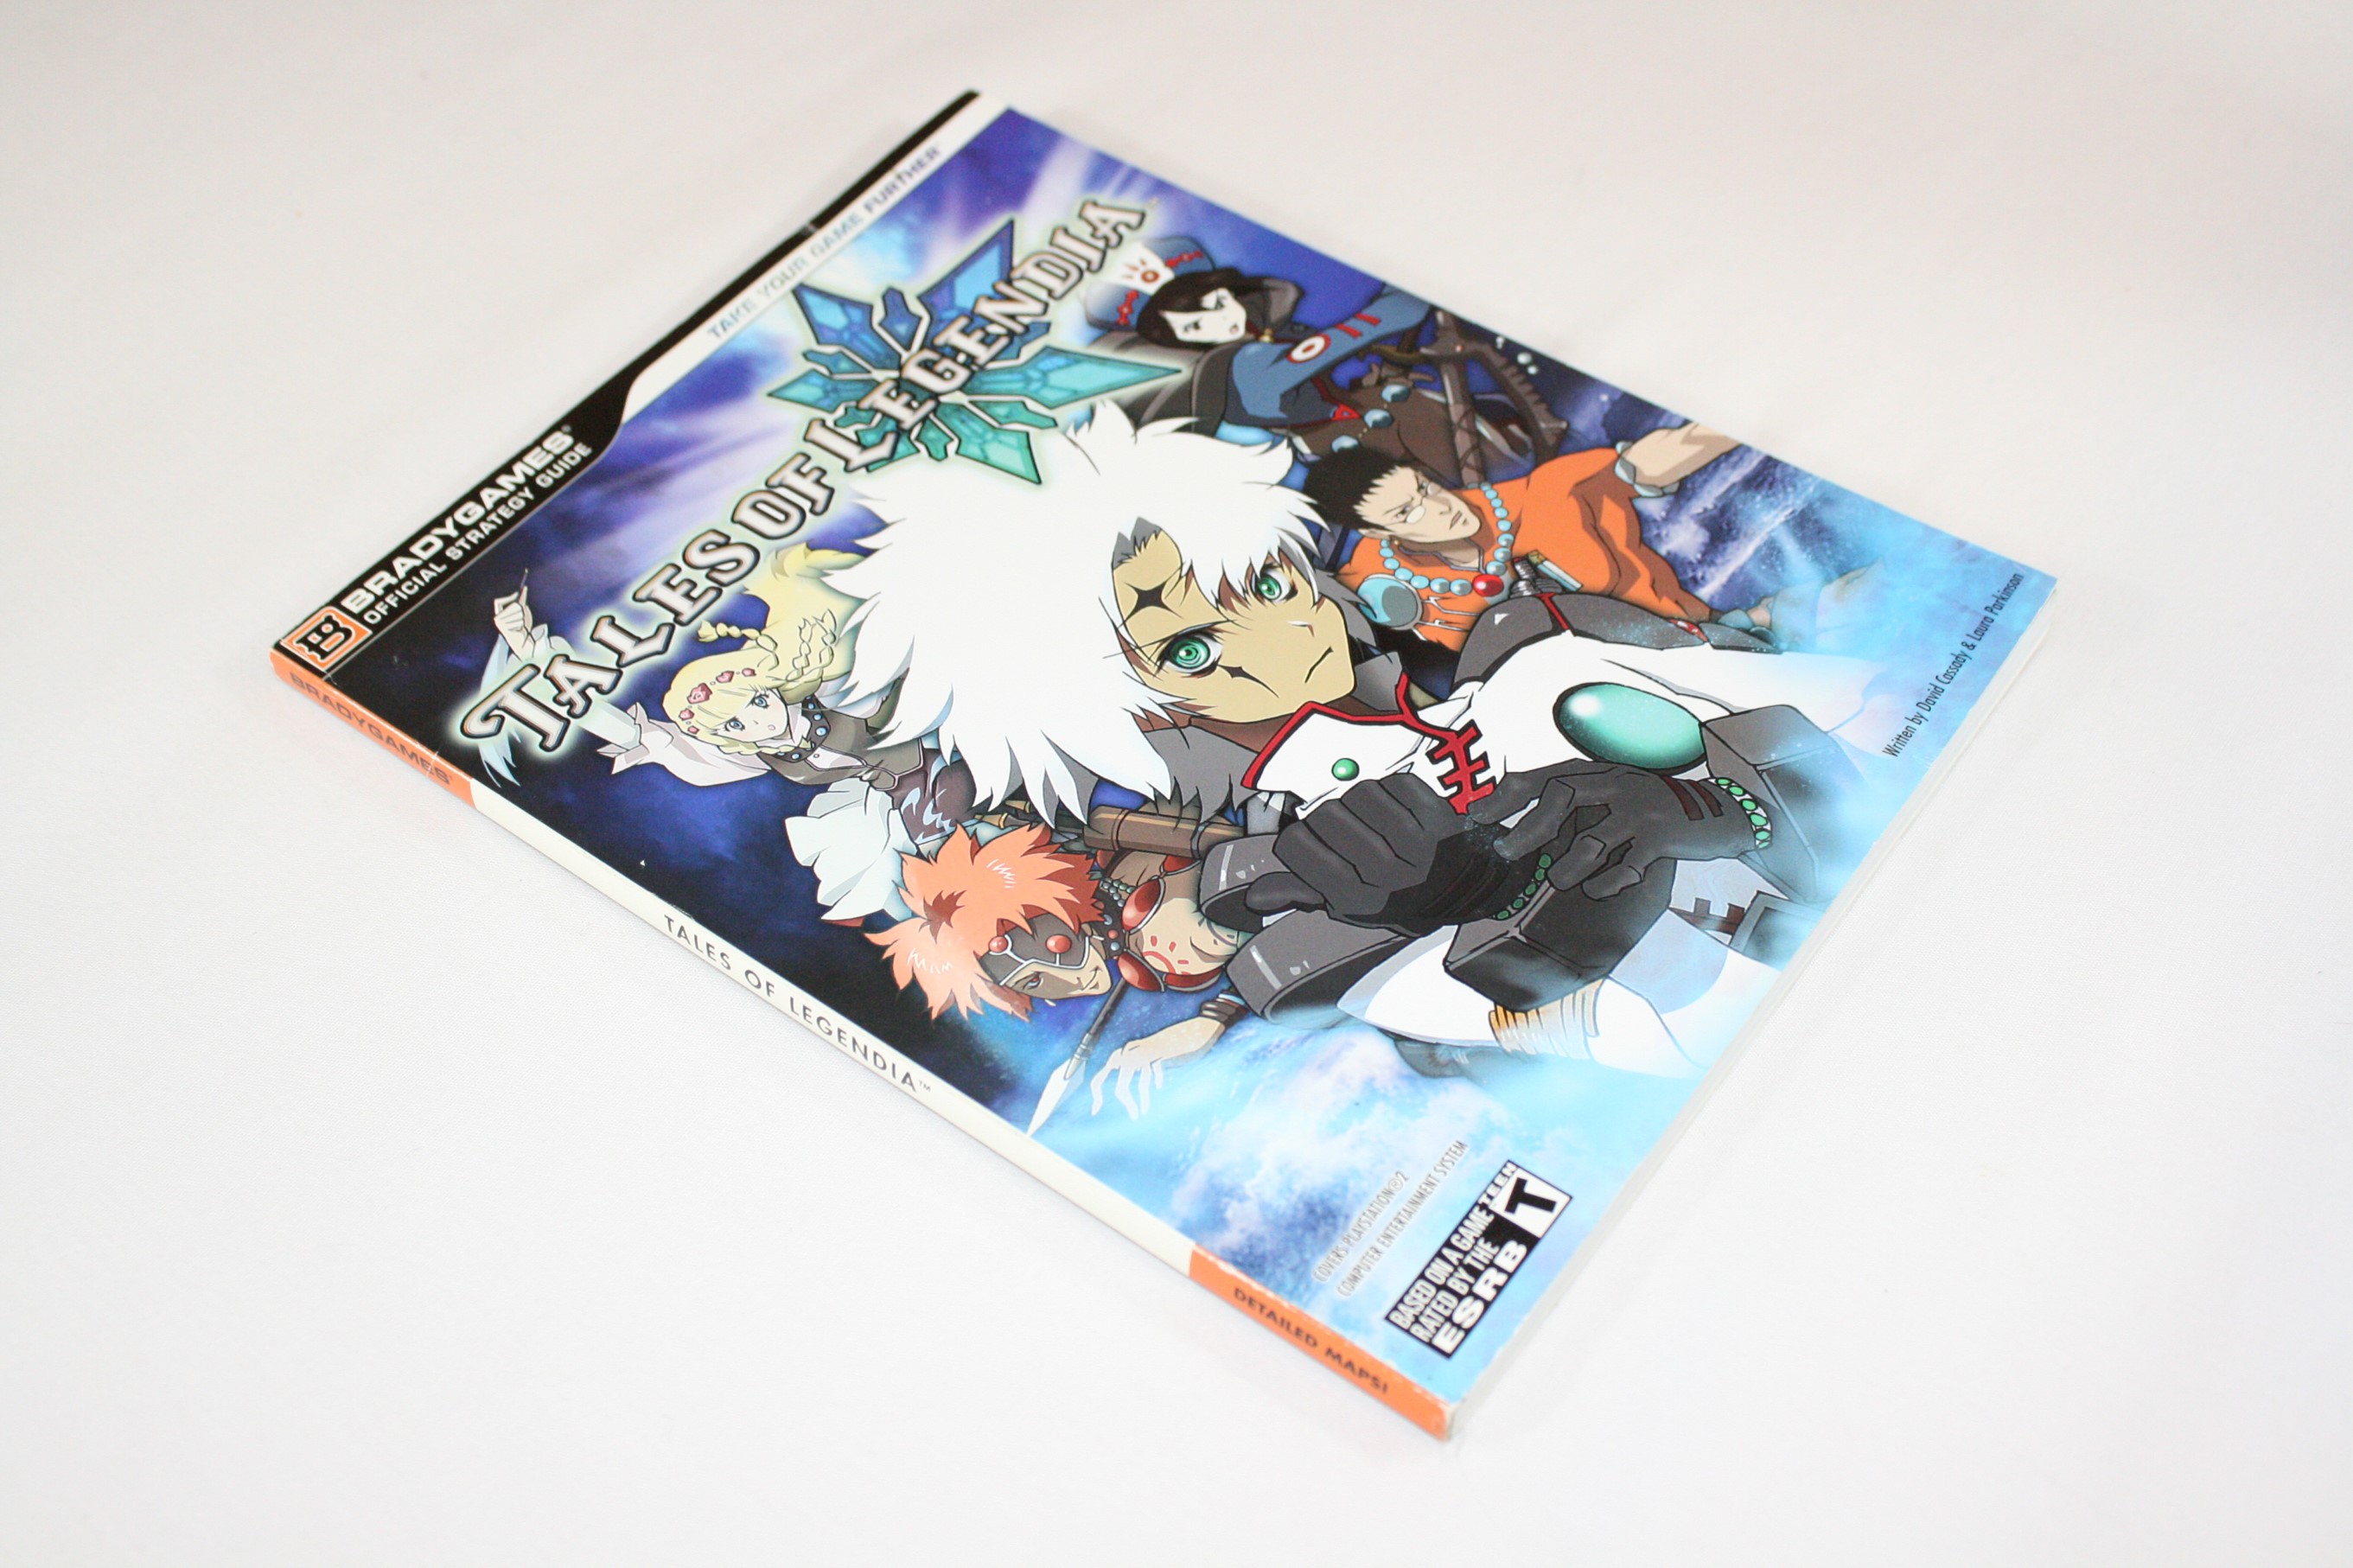 TAKE YOUR GAME FURTHER
BRADYGAMES®
OFFICIAL STRATEGY GUIDE
TALES OF LEGENDIA
Written by David Cassady & Laura Parkinson
COVERS PLAYSTATION®2
COMPUTER ENTERTAINMENT SYSTEM
BASED ON A GAME
RATED BY THE
ESRB
TEEN
T
BRADYGAMES®
TALES OF LEGENDIA™
DETAILED MAPS!